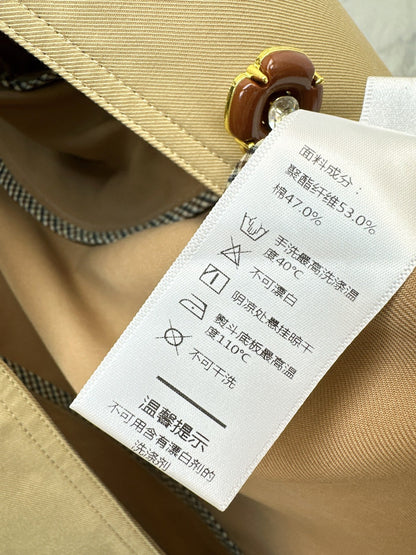 面料成分：
聚酯纤维53.0%
棉47.0%
手洗最高洗涤温
度40℃
不可漂白
阴凉处悬挂晾干
熨斗底板最高温
度110℃
不可干洗
温馨提示
不可用含有漂白剂的
洗涤剂